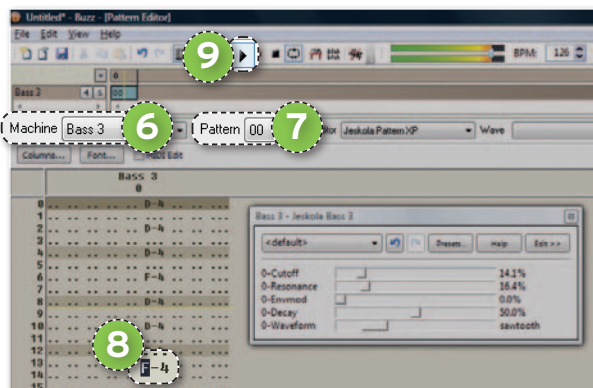 Untitled* - Buzz - [Pattern Editor]
File Edit View Help
9
BPM: 126
0
Bass 3 4 S 00
Machine Bass 3 6 Pattern 00 7 tor Jeskola Pattern XP Wave
Columns... Font... MIDI Edit
Bass 3
0
0 .. .. .. .. .. D-4 .. .. ..
1 .. .. .. .. .. ... .. .. ..
2 .. .. .. .. .. D-4 .. .. ..
3 .. .. .. .. .. ... .. .. ..
4 .. .. .. .. .. D-4 .. .. ..
5 .. .. .. .. .. ... .. .. ..
6 .. .. .. .. .. F-4 .. .. ..
7 .. .. .. .. .. ... .. .. ..
8 .. .. .. .. .. D-4 .. .. ..
9 .. .. .. .. .. ... .. .. ..
10 .. .. .. .. .. D-4 .. .. ..
11
12
13
14 F-4
15
8
Bass 3 - Jeskola Bass 3
<default> Presets... Help Edit >>
0-Cutoff 14.1%
0-Resonance 16.4%
0-Envmod 0.0%
0-Decay 50.0%
0-Waveform sawtooth